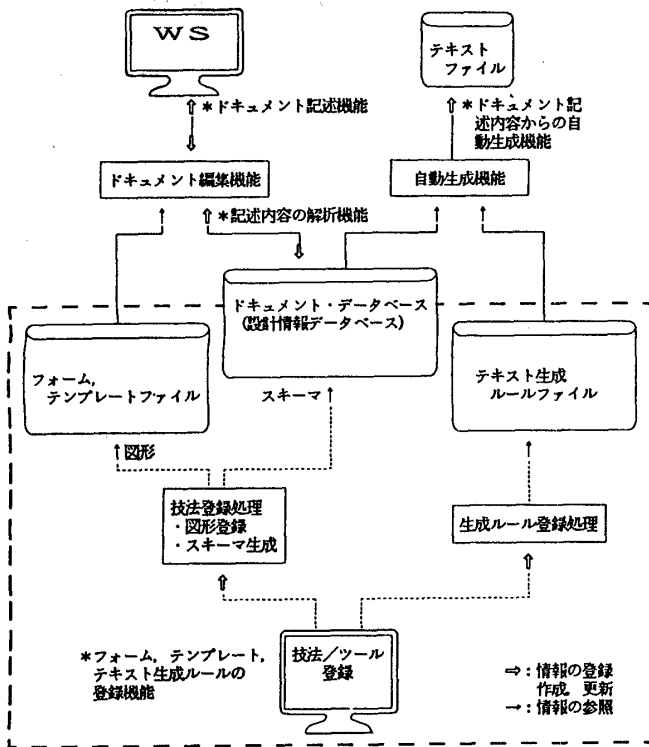 WS
テキスト
ファイル
＊ドキュメント記述機能
＊ドキュメント記
述内容からの自
動生成機能
ドキュメント編集機能
自動生成機能
＊記述内容の解析機能
ドキュメント・データベース
(設計情報データベース)
フォーム,
テンプレートファイル
テキスト生成
ルールファイル
スキーマ
図形
技法登録処理
・図形登録
・スキーマ生成
生成ルール登録処理
＊フォーム, テンプレート,
テキスト生成ルールの
登録機能
技法／ツール
登録
⇒：情報の登録
作成, 更新
→：情報の参照